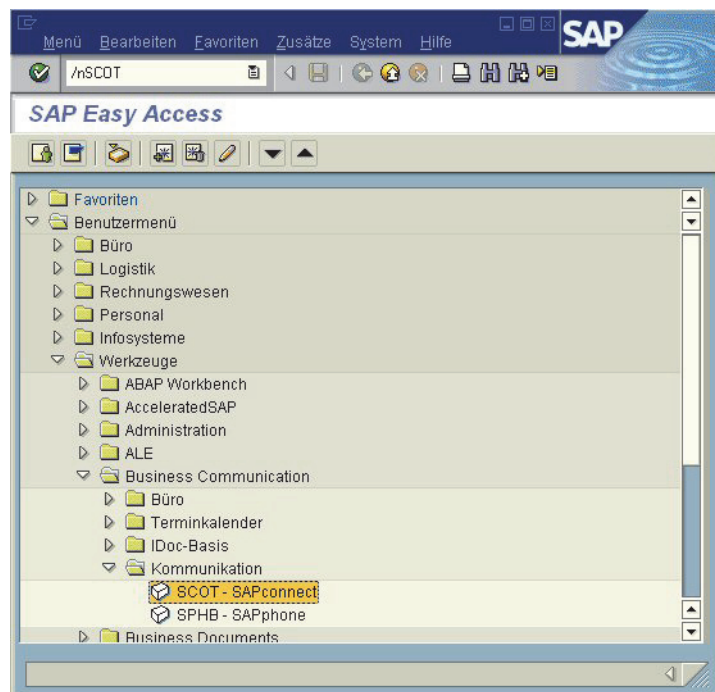 Menü Bearbeiten Favoriten Zusätze System Hilfe
SAP
/nSCOT
SAP Easy Access
Favoriten
Benutzermenü
Büro
Logistik
Rechnungswesen
Personal
Infosysteme
Werkzeuge
ABAP Workbench
AcceleratedSAP
Administration
ALE
Business Communication
Büro
Terminkalender
IDoc-Basis
Kommunikation
SCOT - SAPconnect
SPHB - SAPphone
Business Documents